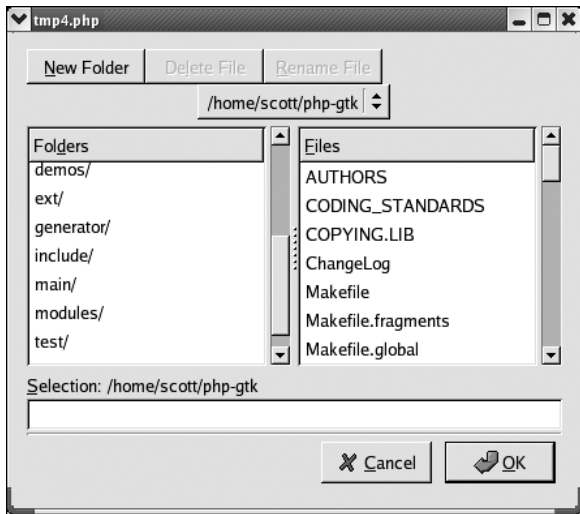 tmp4.php
New Folder Delete File Rename File
/home/scott/php-gtk
Folders
demos/
ext/
generator/
include/
main/
modules/
test/
Files
AUTHORS
CODING_STANDARDS
COPYING.LIB
ChangeLog
Makefile
Makefile.fragments
Makefile.global
Selection: /home/scott/php-gtk
Cancel OK